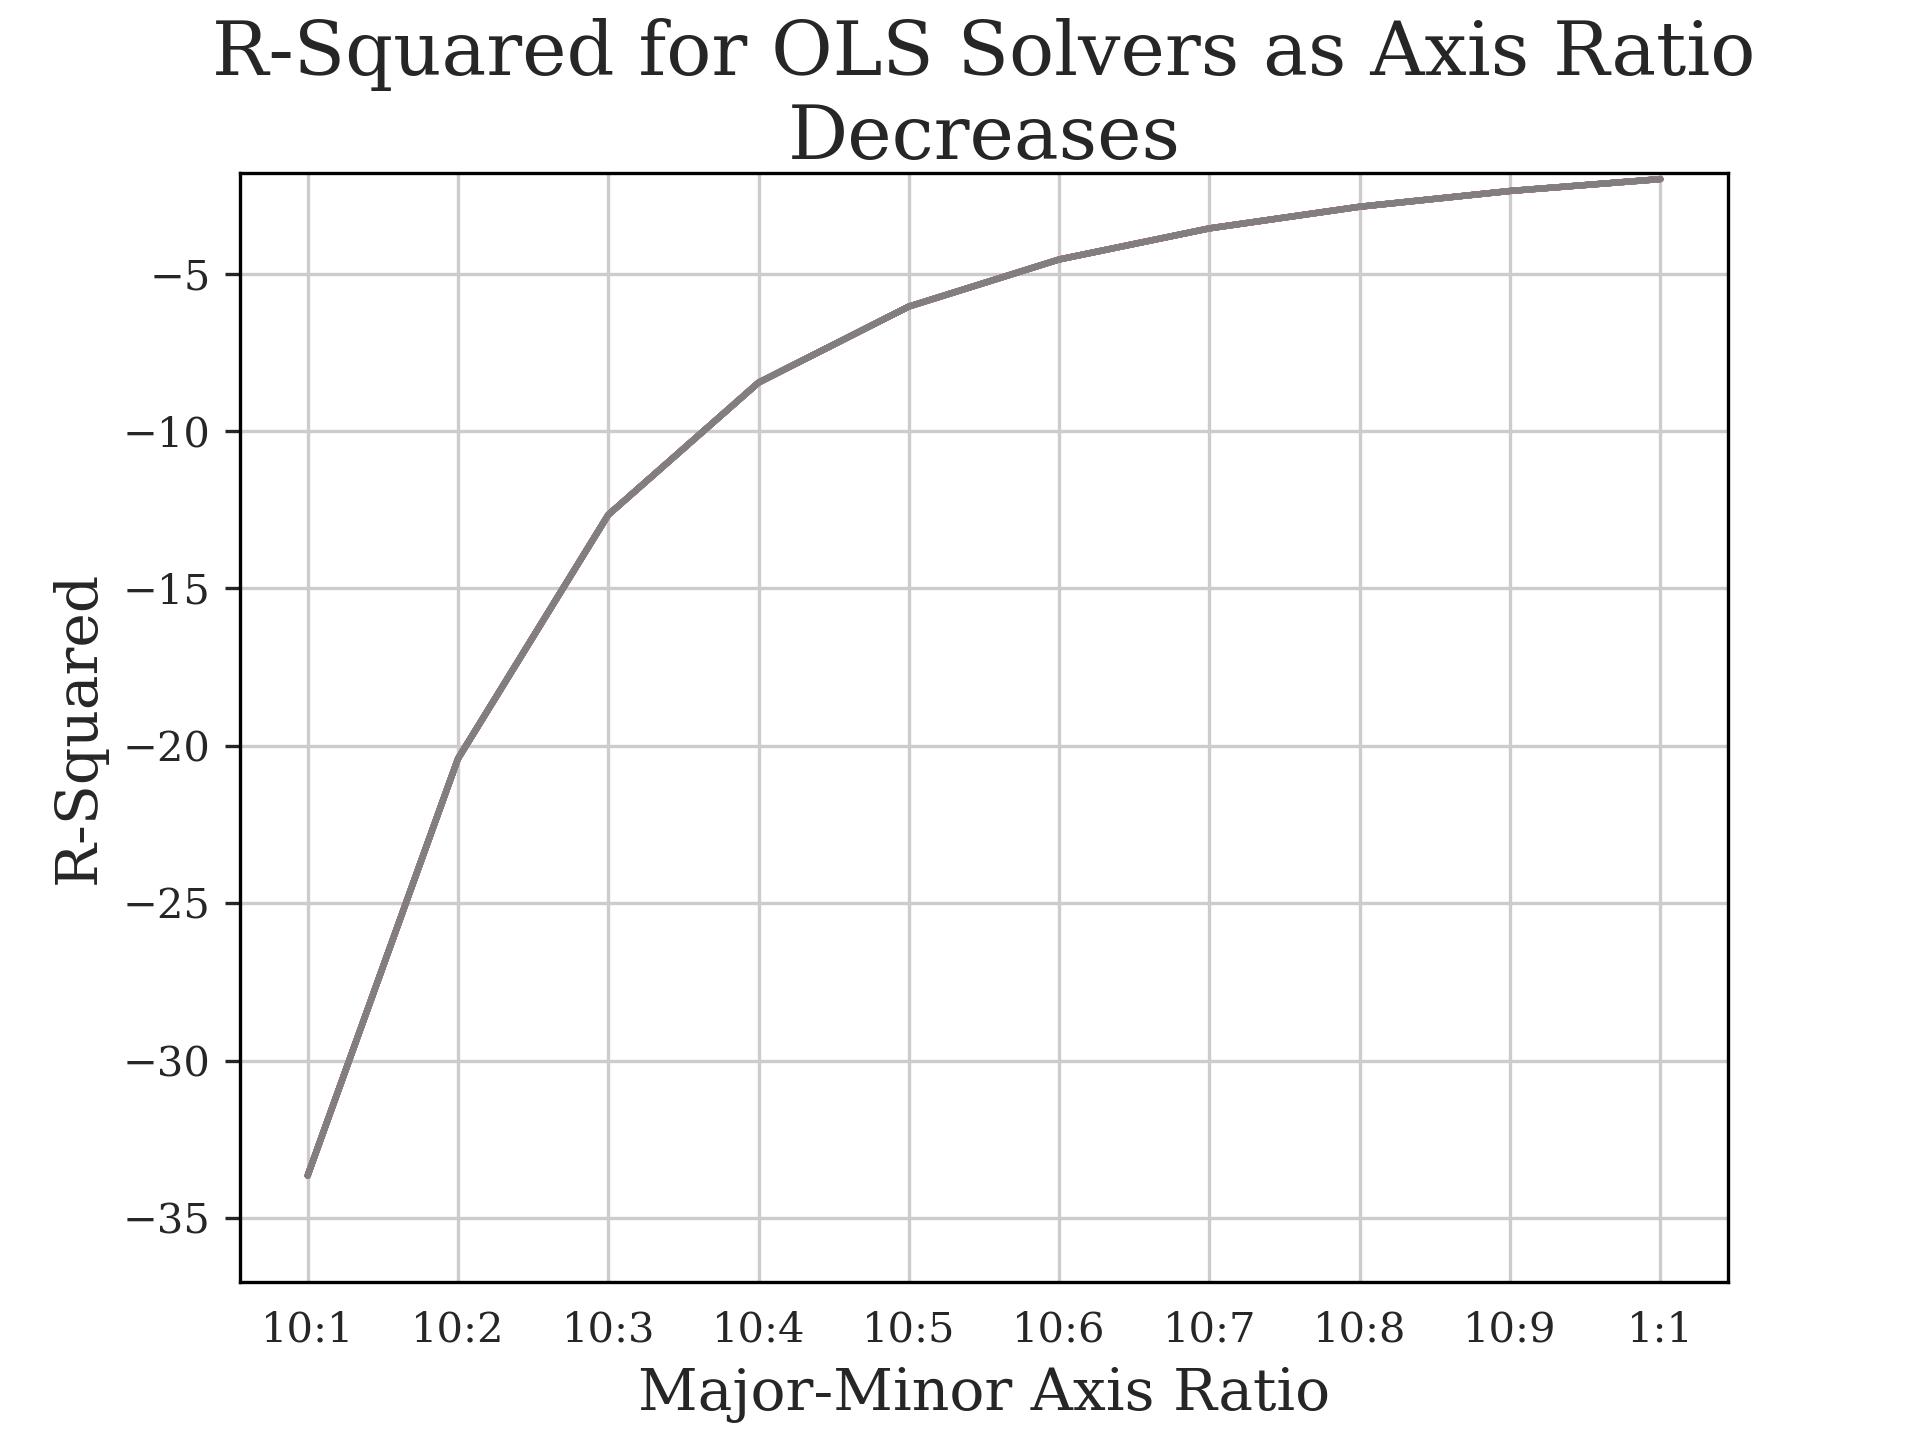 R-Squared for OLS Solvers as Axis Ratio
Decreases
−5
−10
−15
−20
−25
−30
−35
R-Squared
10:1 10:2 10:3 10:4 10:5 10:6 10:7 10:8 10:9 1:1
Major-Minor Axis Ratio